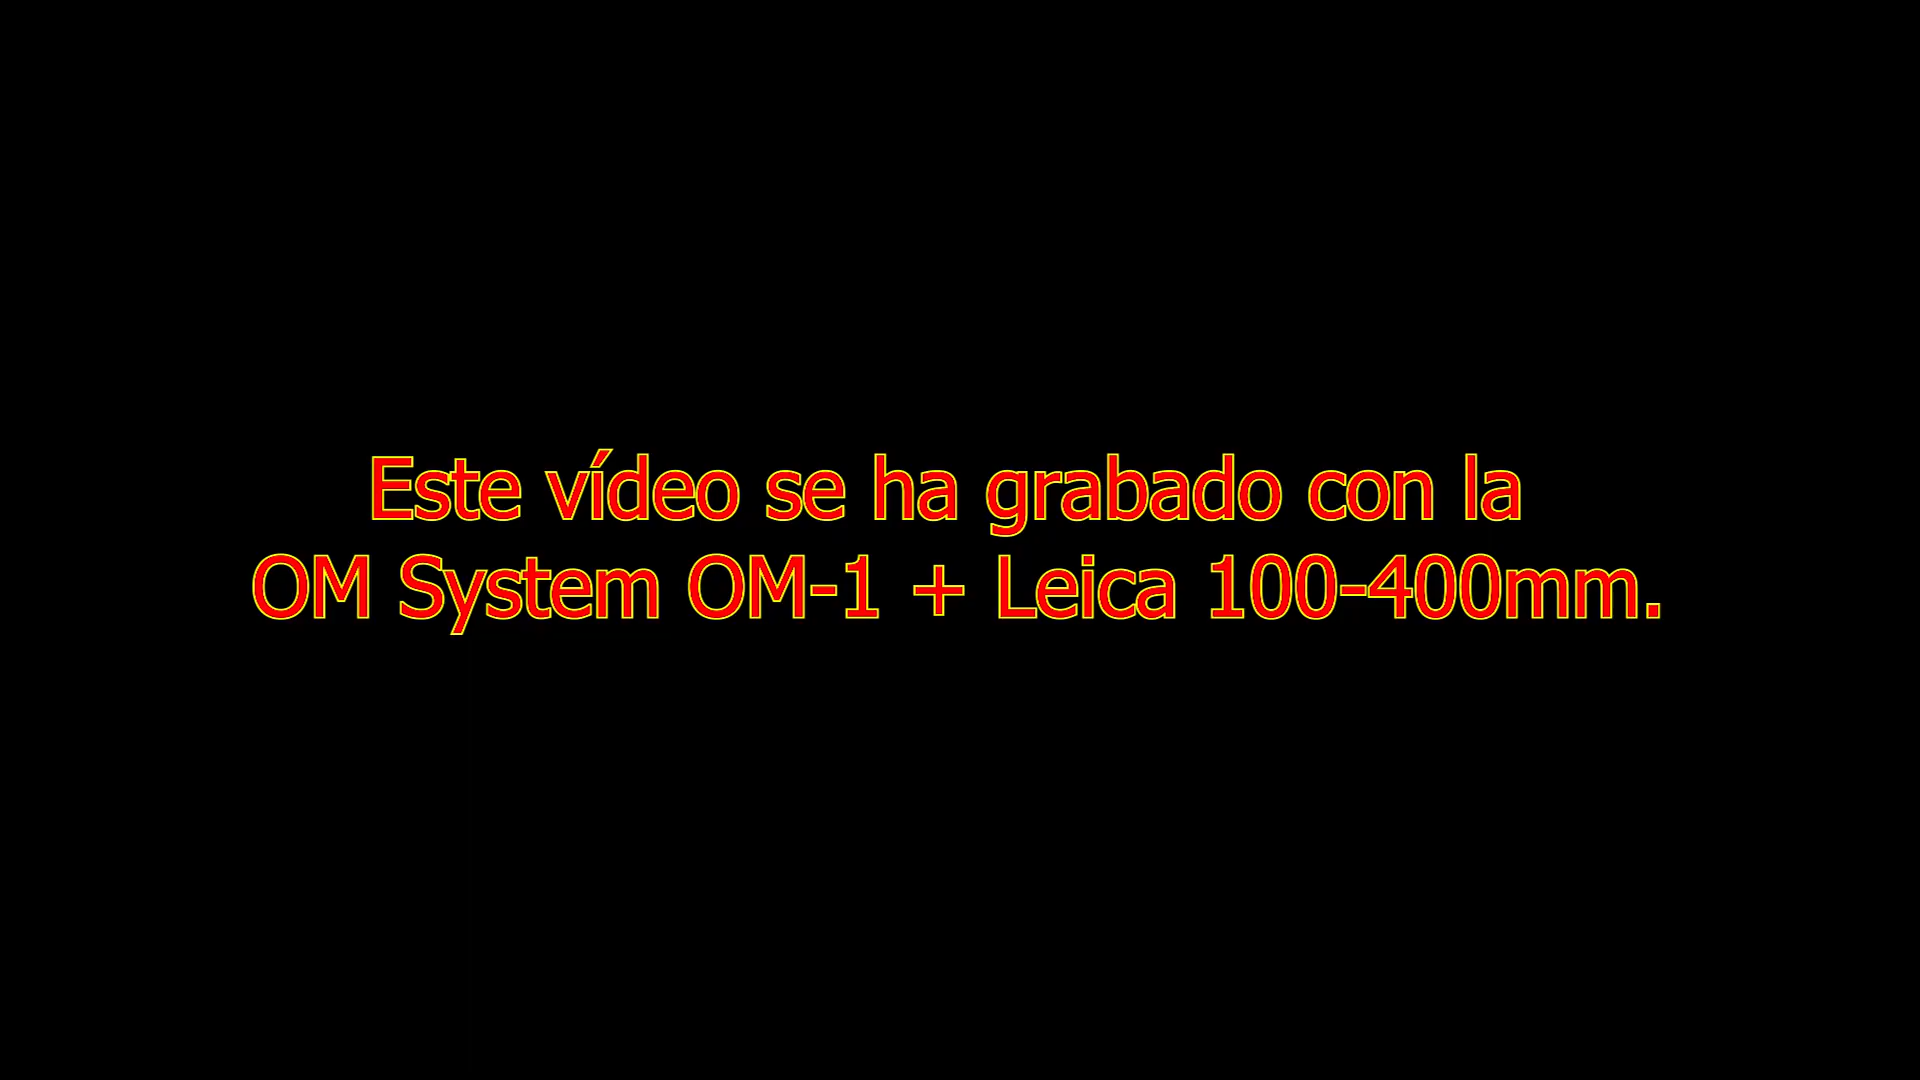 Este vídeo se ha grabado con la
OM System OM-1 + Leica 100-400mm.